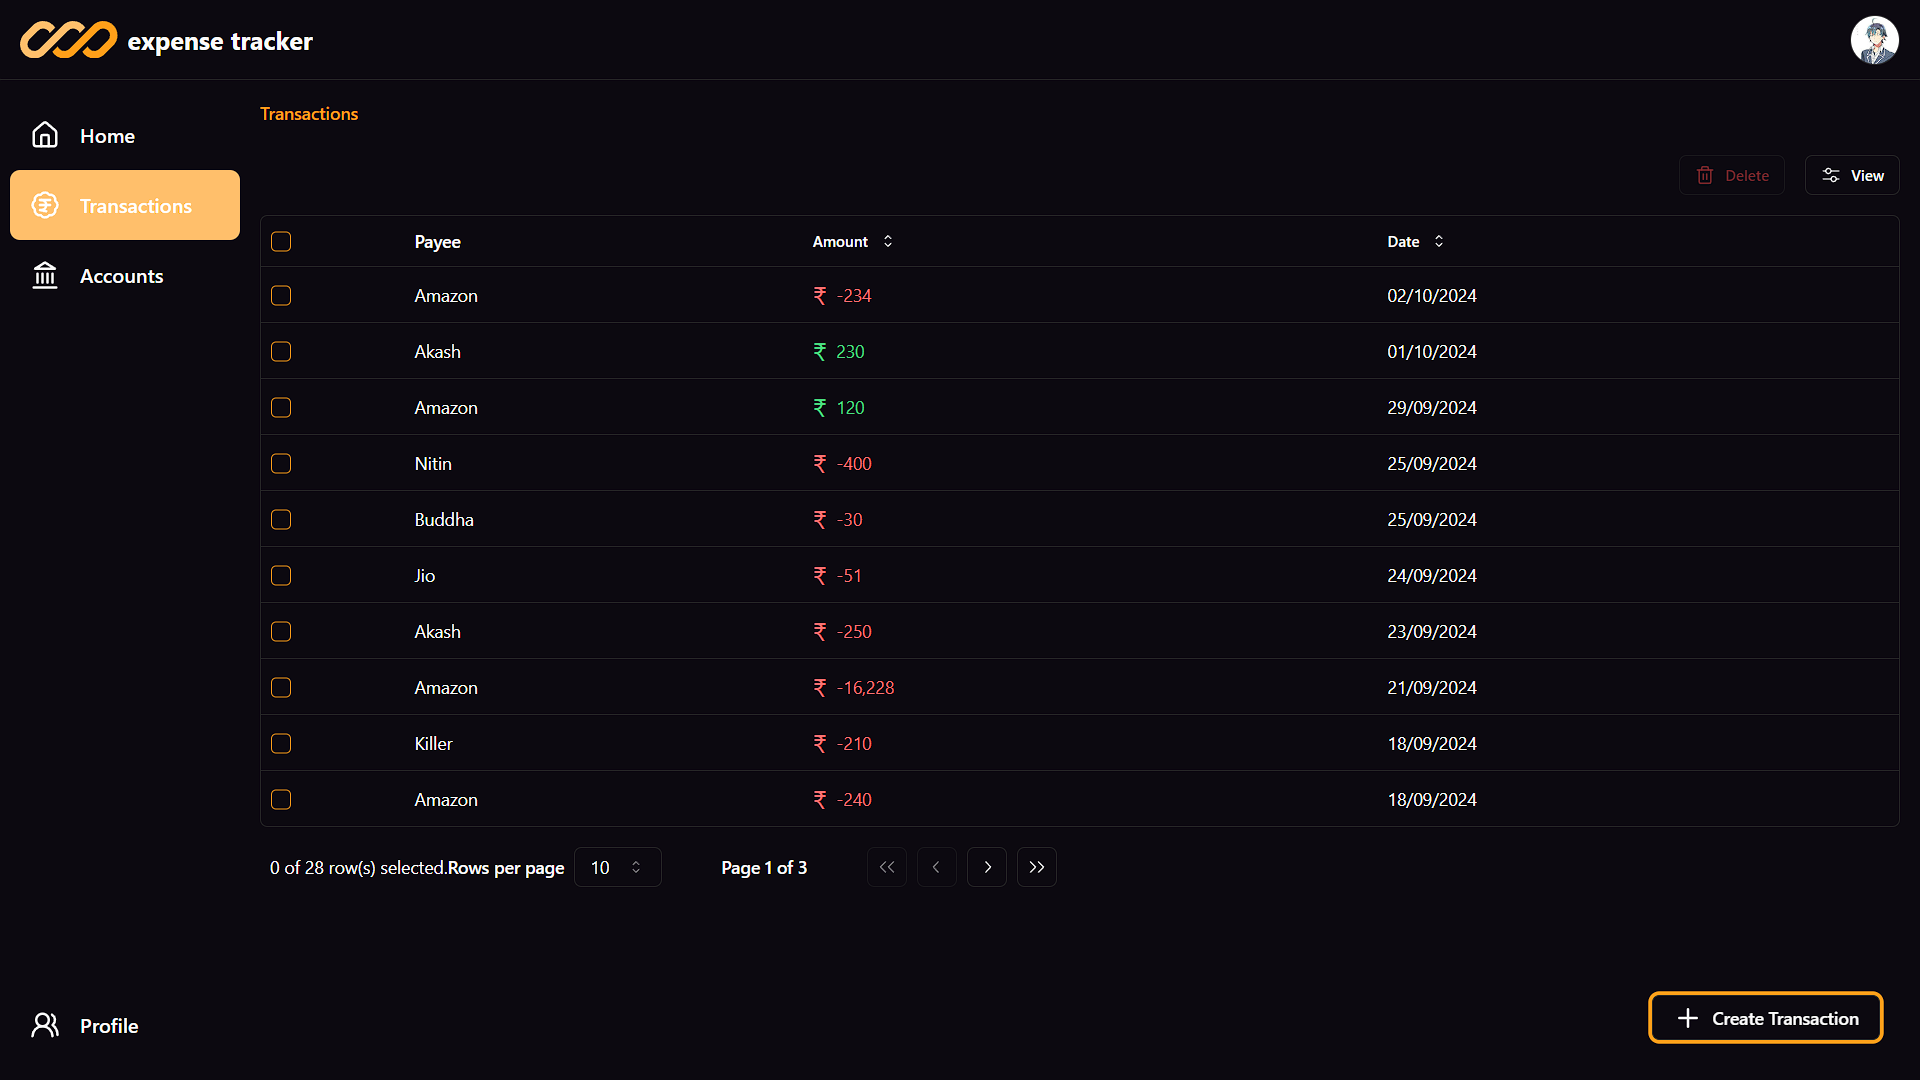 expense tracker
Home
Transactions
Accounts
Profile
Transactions
Delete
View
Payee Amount Date
Amazon ₹ -234 02/10/2024
Akash ₹ 230 01/10/2024
Amazon ₹ 120 29/09/2024
Nitin ₹ -400 25/09/2024
Buddha ₹ -30 25/09/2024
Jio ₹ -51 24/09/2024
Akash ₹ -250 23/09/2024
Amazon ₹ -16,228 21/09/2024
Killer ₹ -210 18/09/2024
Amazon ₹ -240 18/09/2024
0 of 28 row(s) selected.Rows per page 10 Page 1 of 3
Create Transaction